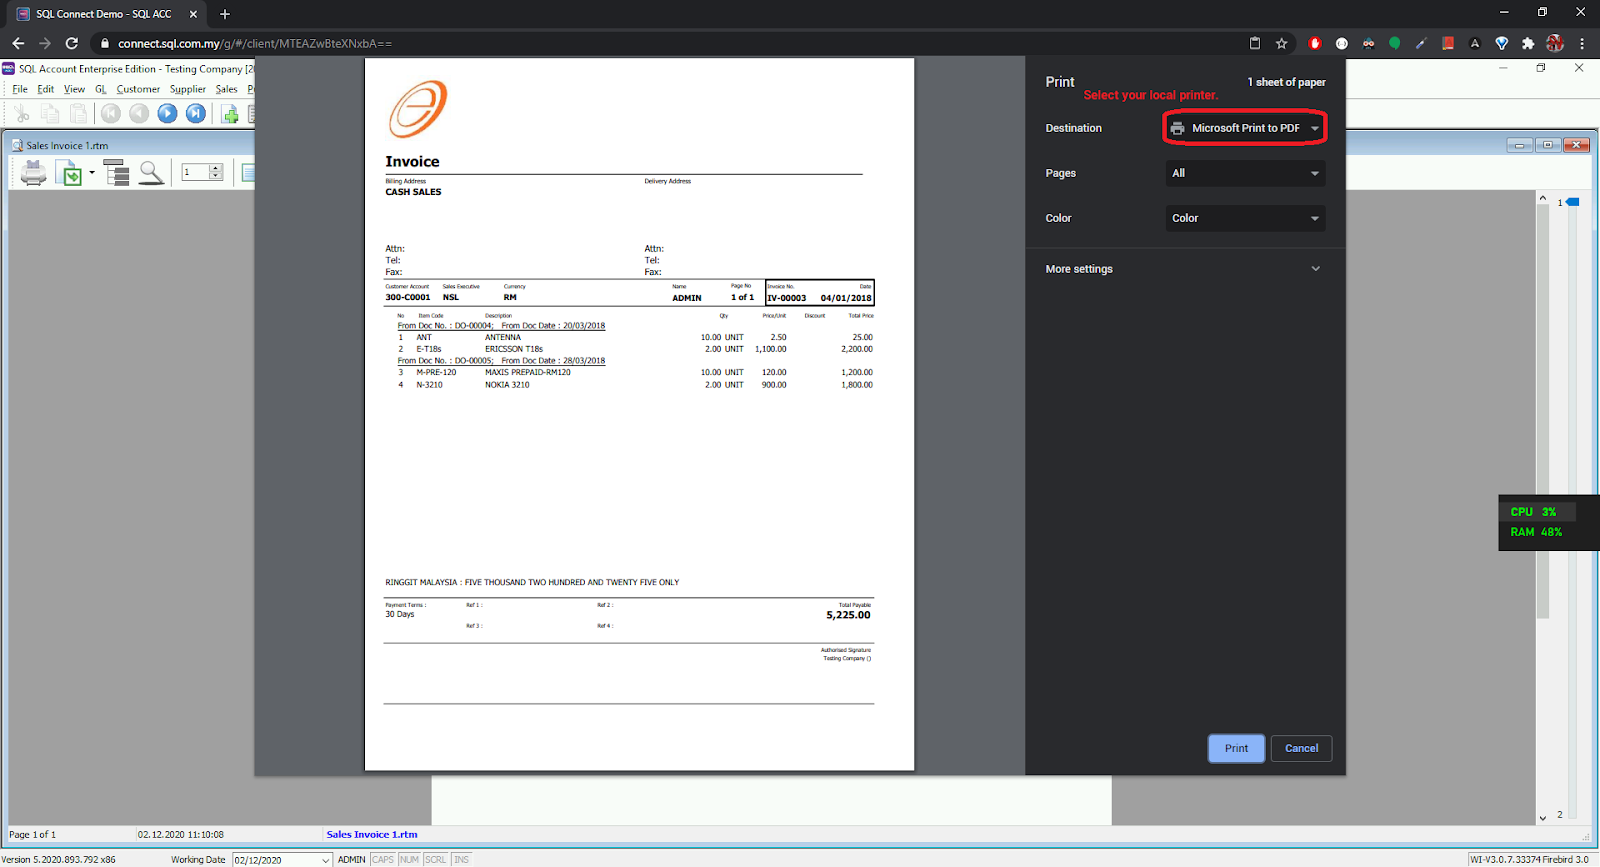 SQL Connect Demo - SQL ACC
connect.sql.com.my/g/#/client/MTEAZwBteXNxbA==
SQL Account Enterprise Edition - Testing Company [20
File Edit View GL Customer Supplier Sales P
Sales Invoice 1.rtm
1
Invoice
Billing Address Delivery Address
CASH SALES
Attn: Attn:
Tel: Tel:
Fax: Fax:
Customer Account Sales Executive Currency Name Page No Invoice No. Date
300-C0001 NSL RM ADMIN 1 of 1 IV-00003 04/01/2018
No Item Code Description Qty Price/Unit Discount Total Price
From Doc No. : DO-00004; From Doc Date : 20/03/2018
1 ANT ANTENNA 10.00 UNIT 2.50 25.00
2 E-T18s ERICSSON T18s 2.00 UNIT 1,100.00 2,200.00
From Doc No. : DO-00005; From Doc Date : 28/03/2018
3 M-PRE-120 MAXIS PREPAID-RM120 10.00 UNIT 120.00 1,200.00
4 N-3210 NOKIA 3210 2.00 UNIT 900.00 1,800.00
RINGGIT MALAYSIA : FIVE THOUSAND TWO HUNDRED AND TWENTY FIVE ONLY
Payment Terms : Ref 1 : Ref 2 : Total Payable
30 Days 5,225.00
Ref 3 : Ref 4 :
Authorised Signature
Testing Company ()
Print 1 sheet of paper
Select your local printer.
Destination Microsoft Print to PDF
Pages All
Color Color
More settings
Print Cancel
1
2
CPU 3%
RAM 48%
Page 1 of 1 02.12.2020 11:10:08 Sales Invoice 1.rtm
Version 5.2020.893.792 x86 Working Date 02/12/2020 ADMIN CAPS NUM SCRL INS WI-V3.0.7.33374 Firebird 3.0